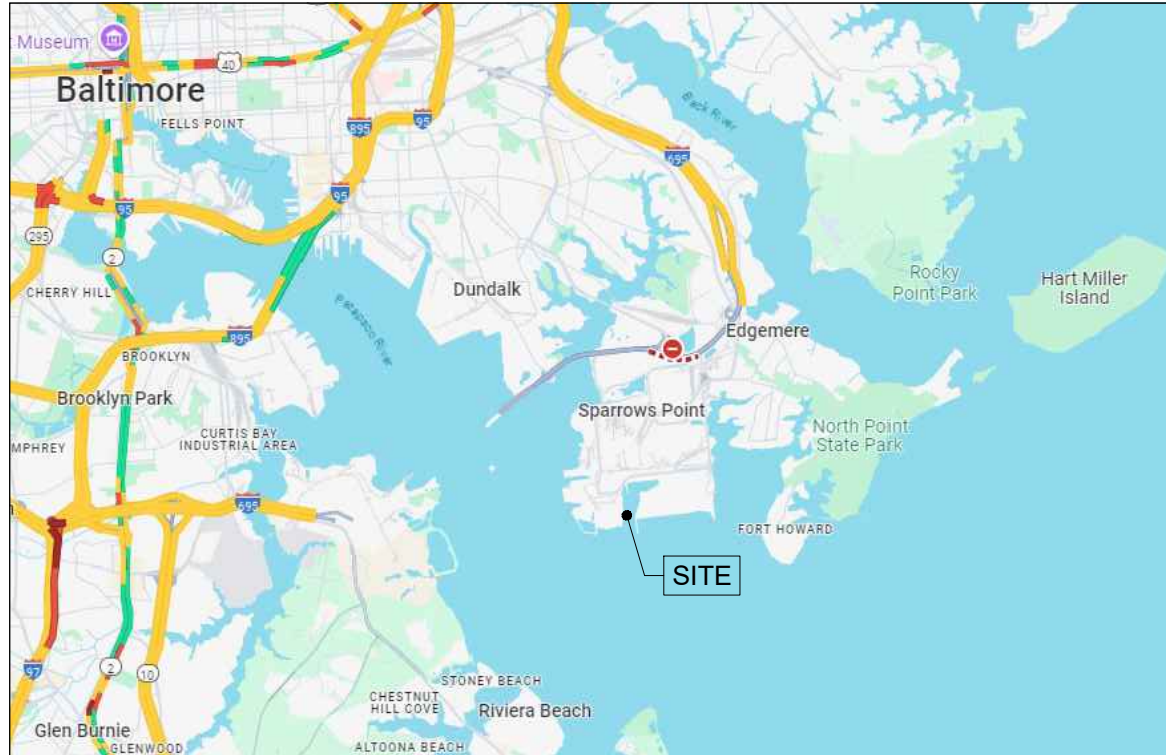 t Museum
40
Baltimore
FELLS POINT
895
95
Back River
695
95
95
295
2
CHERRY HILL
Patapsco River
Dundalk
Rocky
Point Park
Hart Miller
Island
Edgemere
895
BROOKLYN
Brooklyn Park
Sparrows Point
CURTIS BAY
INDUSTRIAL AREA
MPHREY
North Point
State Park
695
FORT HOWARD
SITE
97
2
10
STONEY BEACH
CHESTNUT
HILL COVE
Riviera Beach
Glen Burnie
GLENWOOD
ALTOONA BEACH